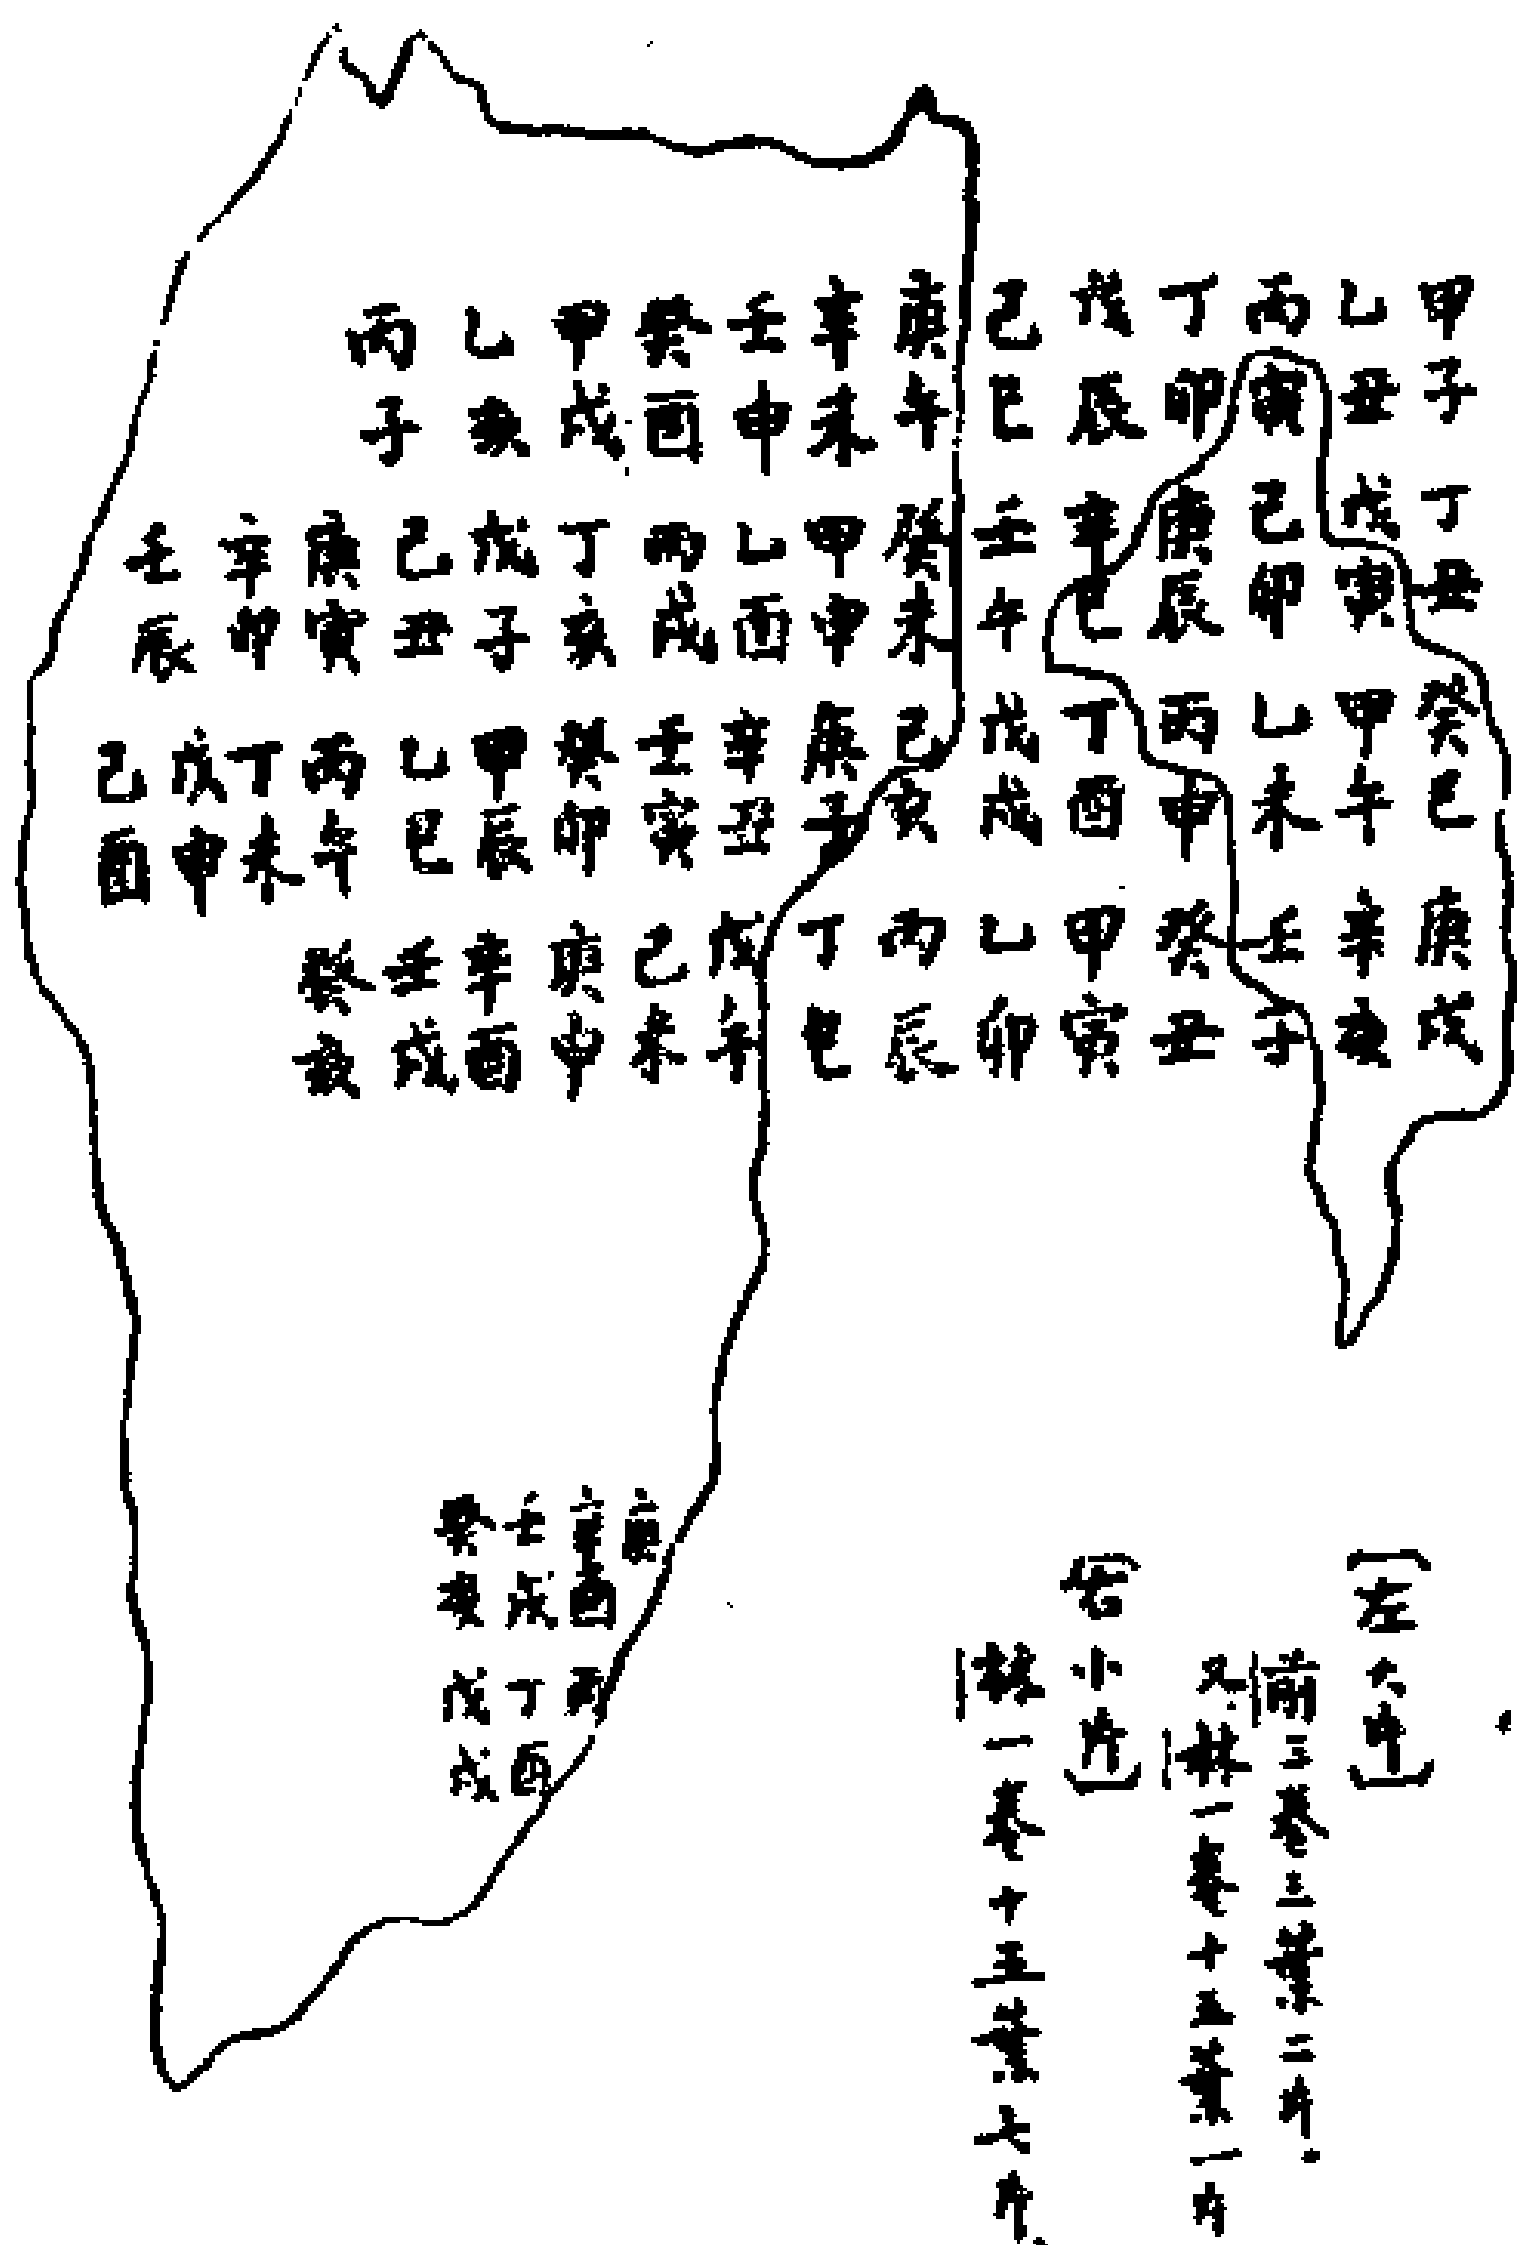 甲子 乙丑 丙寅 丁卯 戊辰 己巳 庚午 辛未 壬申 癸酉 甲戌 乙亥 丙子
丁丑 戊寅 己卯 庚辰 辛巳 壬午 癸未 甲申 乙酉 丙戌 丁亥 戊子 己丑 庚寅 辛卯 壬辰
癸巳 甲午 乙未 丙申 丁酉 戊戌 己亥 庚子 辛丑 壬寅 癸卯 甲辰 乙巳 丙午 丁未 戊申 己酉
庚戌 辛亥 壬子 癸丑 甲寅 乙卯 丙辰 丁巳 戊午 己未 庚申 辛酉 壬戌 癸亥
庚 辛酉 壬戌 癸亥
丙 丁酉 戊戌
〔左大片〕
前三卷三葉二片.
又.林一卷十五葉一片
〔右小片〕
林一卷十五葉七片.